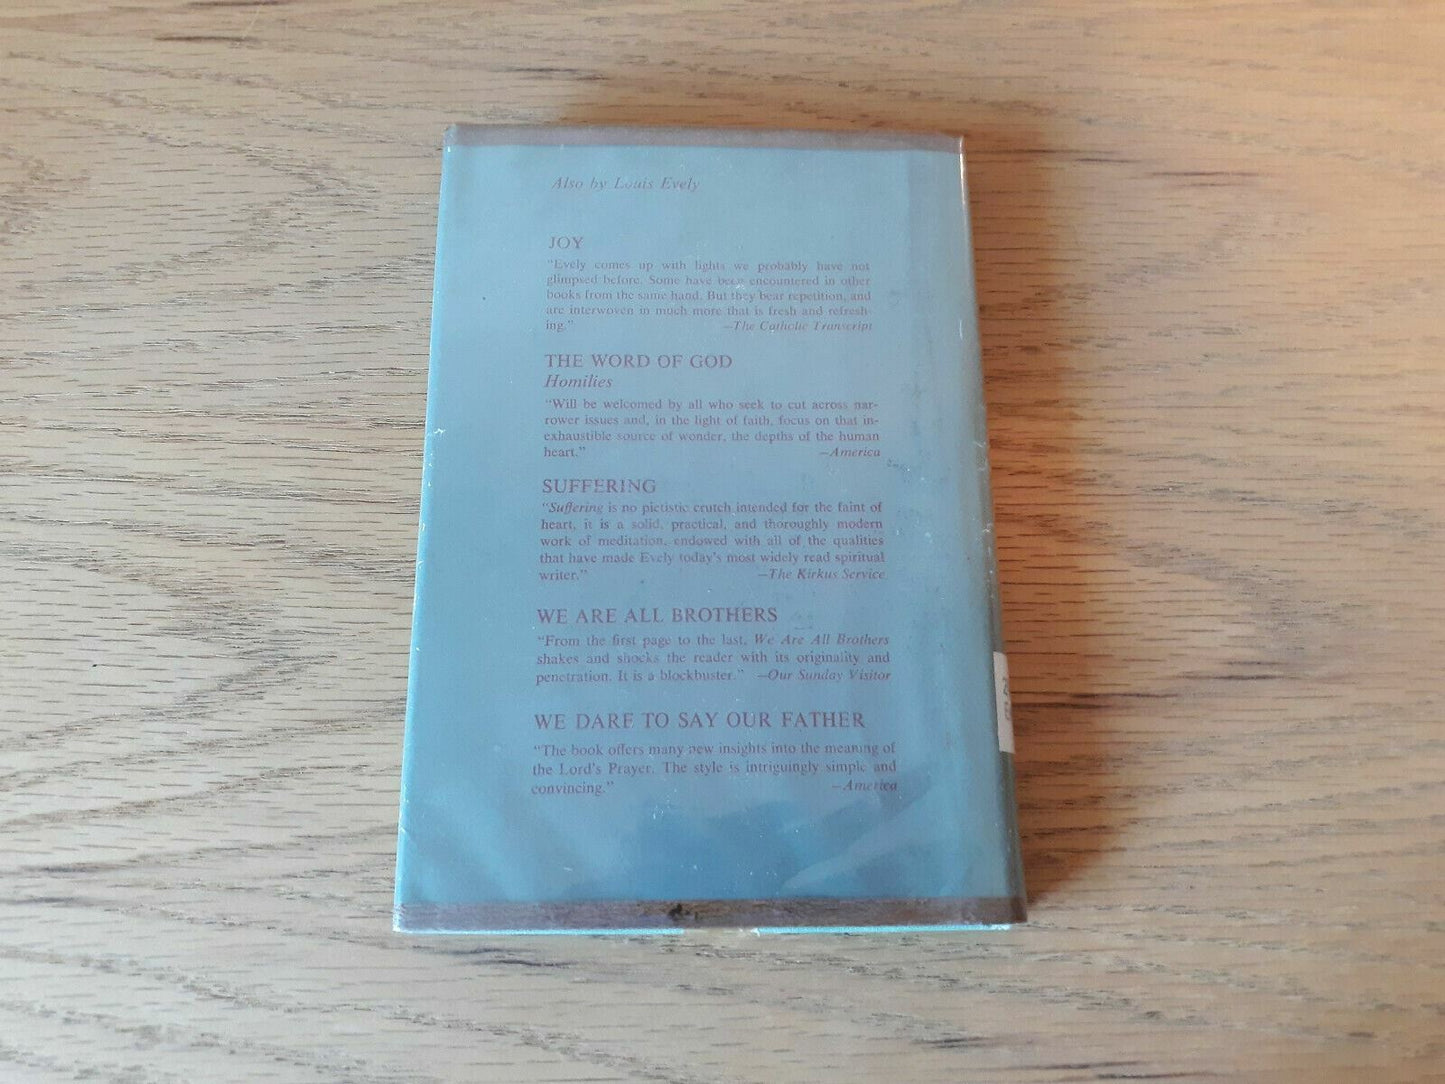 Also by Louis Evely
JOY
"Evely comes up with lights we probably have not
glimpsed before. Some have been encountered in other
books from the same hand. But they bear repetition, and
are interwoven in much more that is fresh and refresh-
ing." —The Catholic Transcript
THE WORD OF GOD
Homilies
"Will be welcomed by all who seek to cut across nar-
rower issues and, in the light of faith, focus on that in-
exhaustible source of wonder, the depths of the human
heart." —America
SUFFERING
"Suffering is no pictistic crutch intended for the faint of
heart, it is a solid, practical, and thoroughly modern
work of meditation, endowed with all of the qualities
that have made Evely today's most widely read spiritual
writer." —The Kirkus Service
WE ARE ALL BROTHERS
"From the first page to the last, We Are All Brothers
shakes and shocks the reader with its originality and
penetration. It is a blockbuster." —Our Sunday Visitor
WE DARE TO SAY OUR FATHER
"The book offers many new insights into the meaning of
the Lord's Prayer. The style is intriguingly simple and
convincing." —America